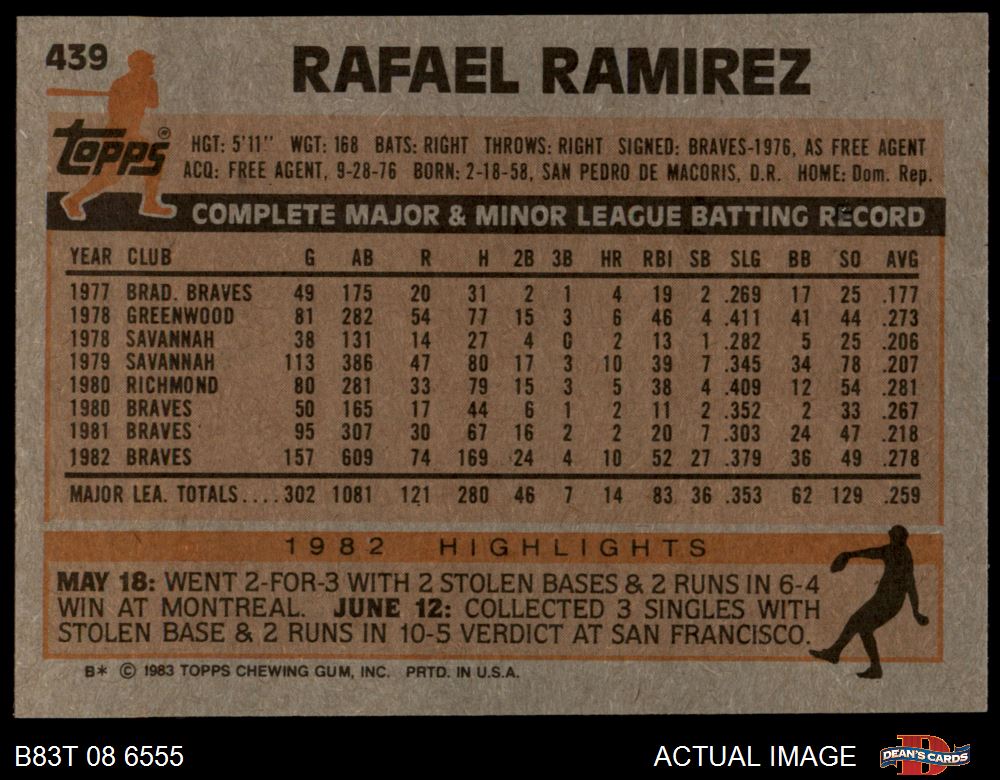 439
RAFAEL RAMIREZ
topps®
HGT: 5'11" WGT: 168 BATS: RIGHT THROWS: RIGHT SIGNED: BRAVES-1976, AS FREE AGENT
ACQ: FREE AGENT, 9-28-76 BORN: 2-18-58, SAN PEDRO DE MACORIS, D.R. HOME: Dom. Rep.
COMPLETE MAJOR & MINOR LEAGUE BATTING RECORD
YEAR CLUB G AB R H 2B 3B HR RBI SB SLG BB SO AVG
1977 BRAD. BRAVES 49 175 20 31 2 1 4 19 2 .269 17 25 .177
1978 GREENWOOD 81 282 54 77 15 3 6 46 4 .411 41 44 .273
1978 SAVANNAH 38 131 14 27 4 0 2 13 1 .282 5 25 .206
1979 SAVANNAH 113 386 47 80 17 3 10 39 7 .345 34 78 .207
1980 RICHMOND 80 281 33 79 15 3 5 38 4 .409 12 54 .281
1980 BRAVES 50 165 17 44 6 1 2 11 2 .352 2 33 .267
1981 BRAVES 95 307 30 67 16 2 2 20 7 .303 24 47 .218
1982 BRAVES 157 609 74 169 24 4 10 52 27 .379 36 49 .278
MAJOR LEA. TOTALS....302 1081 121 280 46 7 14 83 36 .353 62 129 .259
1982 HIGHLIGHTS
MAY 18: WENT 2-FOR-3 WITH 2 STOLEN BASES & 2 RUNS IN 6-4
WIN AT MONTREAL. JUNE 12: COLLECTED 3 SINGLES WITH
STOLEN BASE & 2 RUNS IN 10-5 VERDICT AT SAN FRANCISCO.
B* © 1983 TOPPS CHEWING GUM, INC. PRTD. IN U.S.A.
B83T 08 6555
ACTUAL IMAGE
DEAN'S CARDS